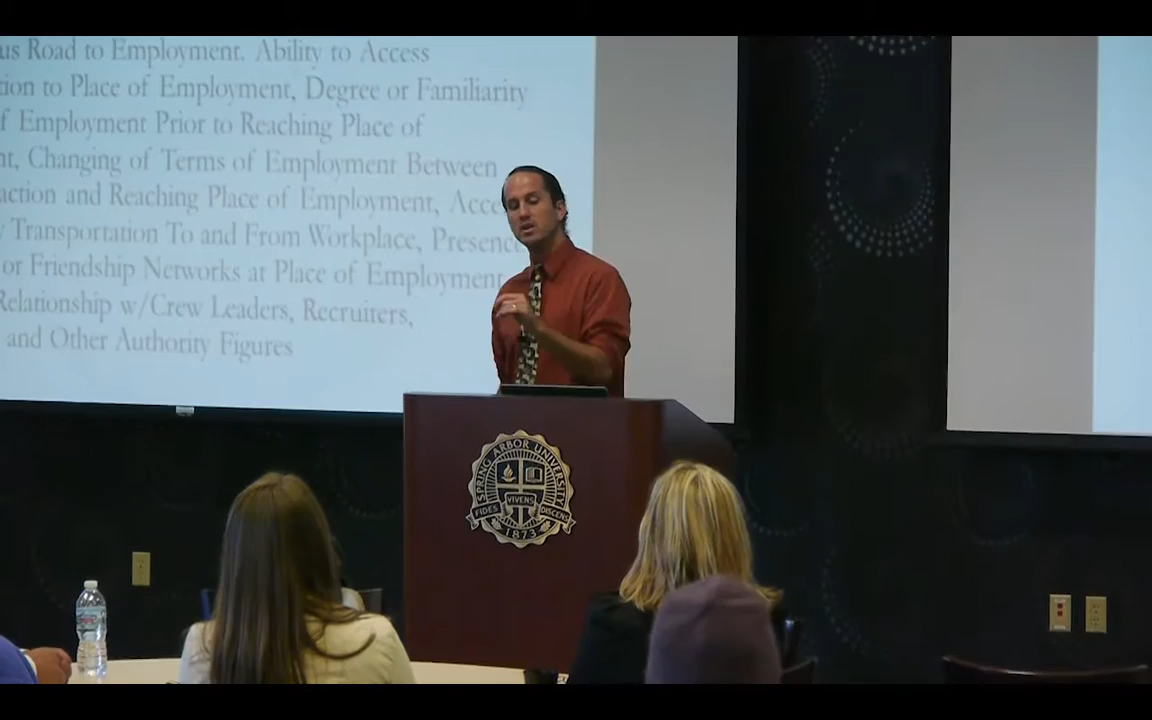 us Road to Employment. Ability to Access
tion to Place of Employment, Degree or Familiarity
f Employment Prior to Reaching Place of
nt, Changing of Terms of Employment Between
action and Reaching Place of Employment, Acce
y Transportation To and From Workplace, Presence
or Friendship Networks at Place of Employment
Relationship w/Crew Leaders, Recruiters,
and Other Authority Figures
SPRING ARBOR UNIVERSITY
VIVENS
FIDES DISCENS
1873